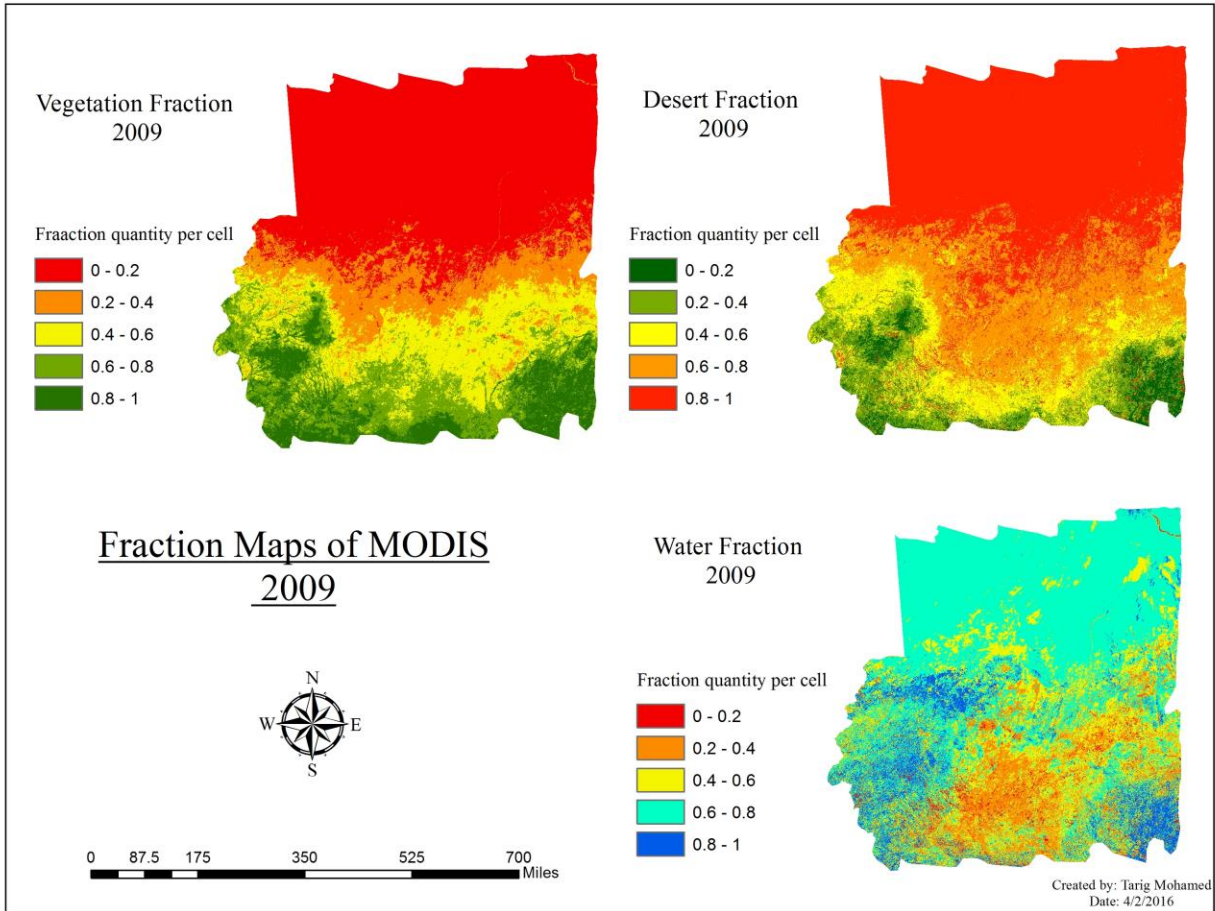 Vegetation Fraction
2009
Fraaction quantity per cell
0 - 0.2
0.2 - 0.4
0.4 - 0.6
0.6 - 0.8
0.8 - 1
Desert Fraction
2009
Fraction quantity per cell
0 - 0.2
0.2 - 0.4
0.4 - 0.6
0.6 - 0.8
0.8 - 1
Fraction Maps of MODIS
2009
N
W E
S
0 87.5 175 350 525 700
Miles
Water Fraction
2009
Fraction quantity per cell
0 - 0.2
0.2 - 0.4
0.4 - 0.6
0.6 - 0.8
0.8 - 1
Created by: Tarig Mohamed
Date: 4/2/2016